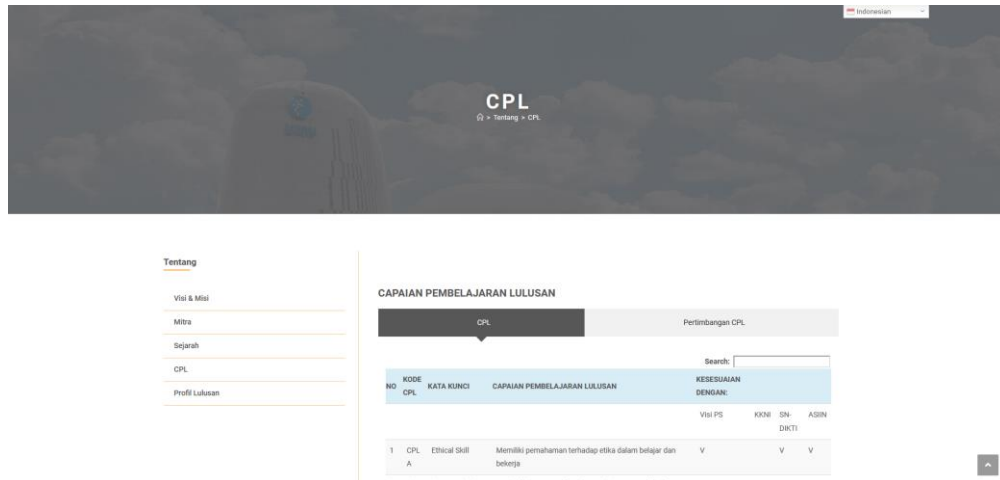 Indonesian
CPL
> Tentang > CPL
Tentang
Visi & Misi
Mitra
Sejarah
CPL
Profil Lulusan
CAPAIAN PEMBELAJARAN LULUSAN
CPL
Pertimbangan CPL
Search:
NO KODE CPL KATA KUNCI CAPAIAN PEMBELAJARAN LULUSAN KESESUAIAN DENGAN:
Visi PS KKNI SN-DIKTI ASIIN
1 CPL A Ethical Skill Memiliki pemahaman terhadap etika dalam belajar dan bekerja V V V